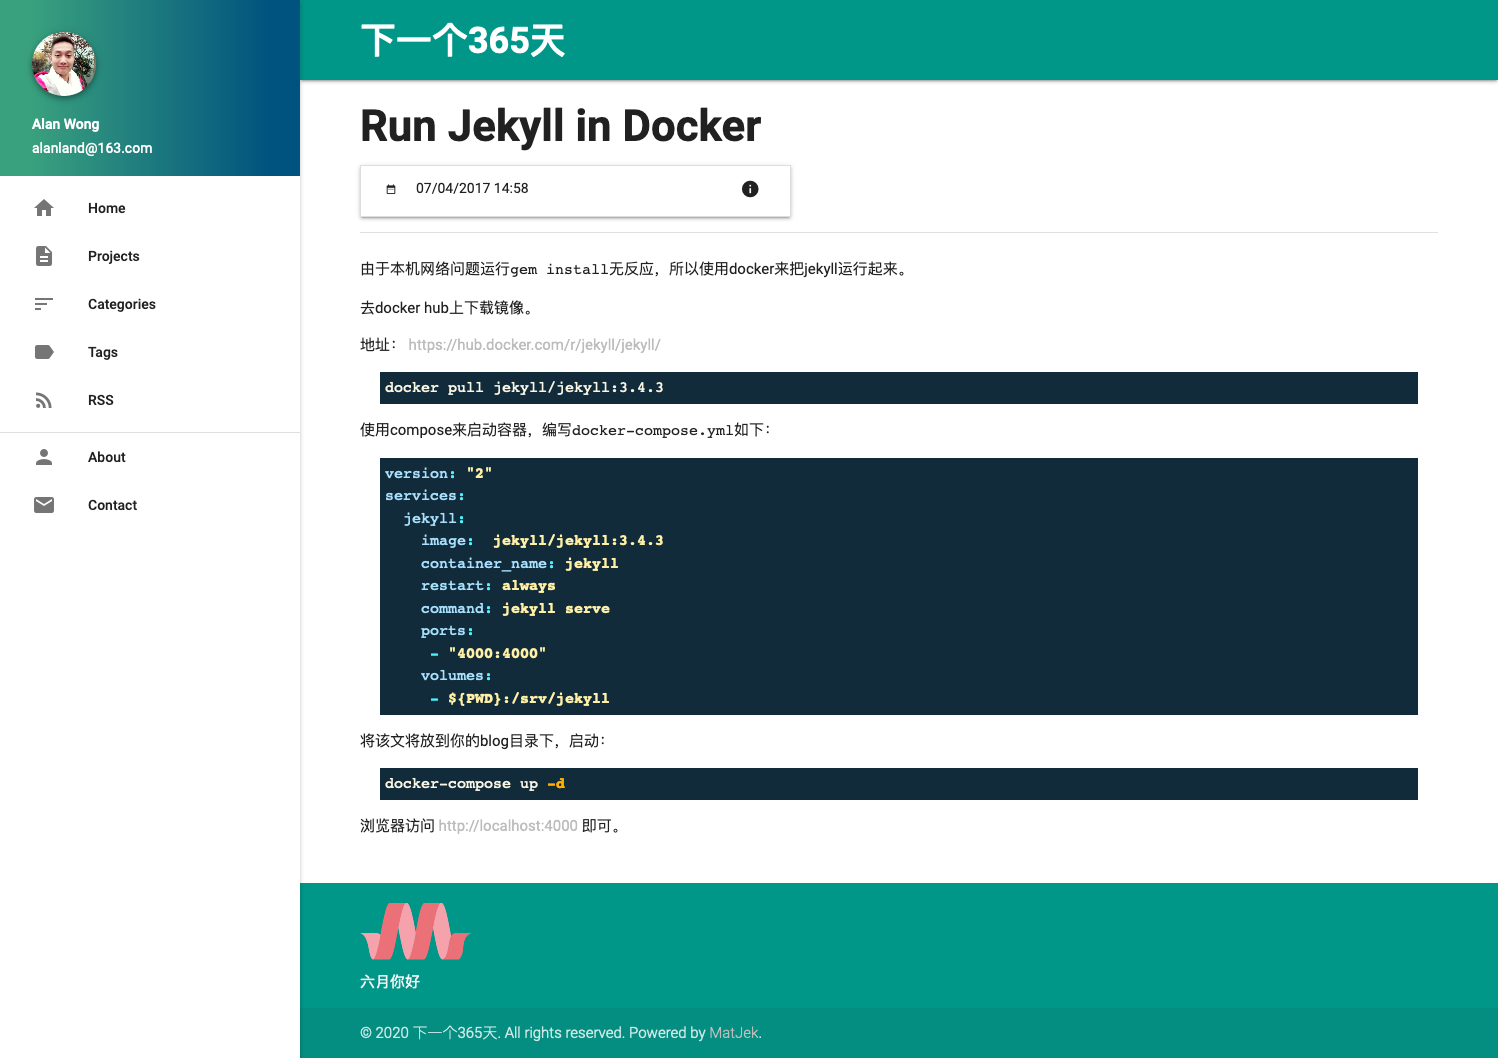 Alan Wong
alanland@163.com
Home
Projects
Categories
Tags
RSS
About
Contact
下一个365天
Run Jekyll in Docker
07/04/2017 14:58
由于本机网络问题运行gem install无反应，所以使用docker来把jekyll运行起来。
去docker hub上下载镜像。
地址： https://hub.docker.com/r/jekyll/jekyll/
docker pull jekyll/jekyll:3.4.3
使用compose来启动容器，编写docker-compose.yml如下：
version: "2"
services:
  jekyll:
    image:  jekyll/jekyll:3.4.3
    container_name: jekyll
    restart: always
    command: jekyll serve
    ports:
     - "4000:4000"
    volumes:
     - ${PWD}:/srv/jekyll
将该文将放到你的blog目录下，启动：
docker-compose up -d
浏览器访问 http://localhost:4000 即可。
六月你好
© 2020 下一个365天. All rights reserved. Powered by MatJek.